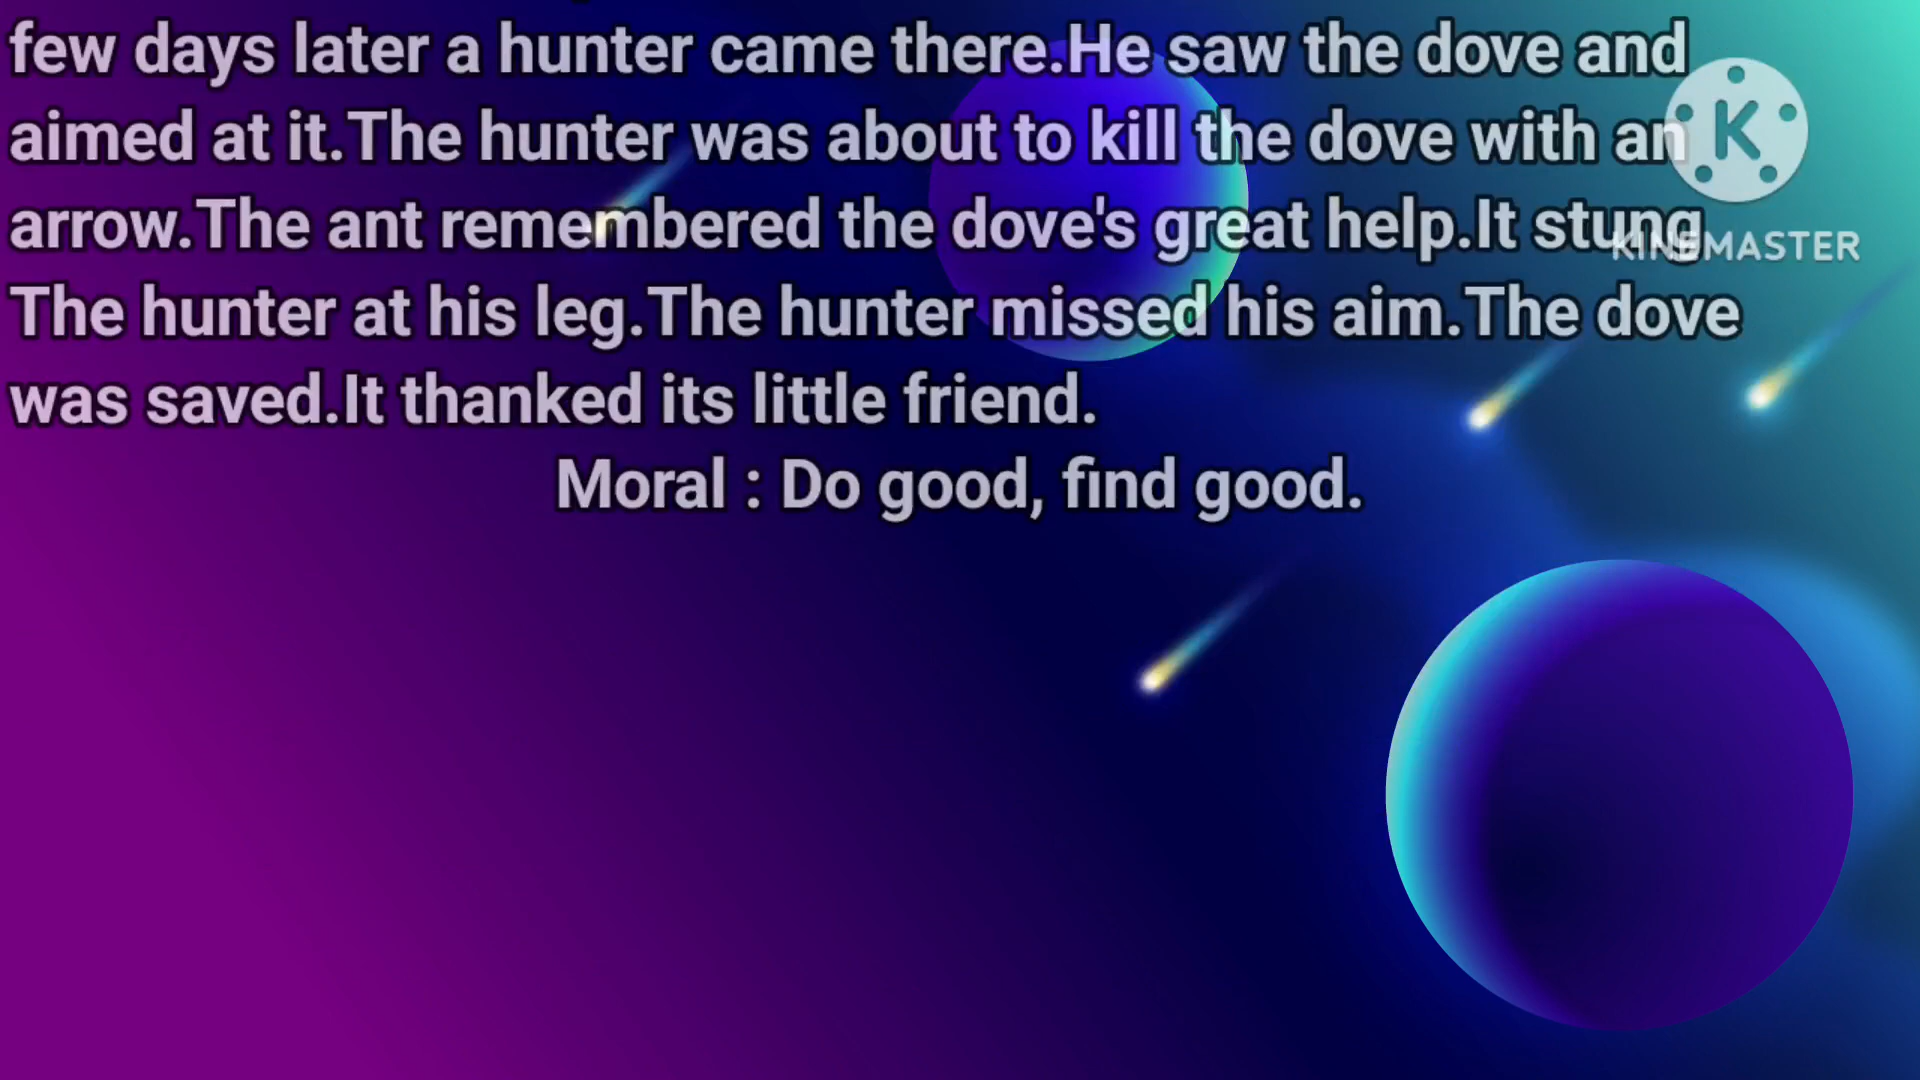 few days later a hunter came there.He saw the dove and
aimed at it.The hunter was about to kill the dove with an
arrow.The ant remembered the dove's great help.It stung
The hunter at his leg.The hunter missed his aim.The dove
was saved.It thanked its little friend.
Moral : Do good, find good.
K
KINEMASTER